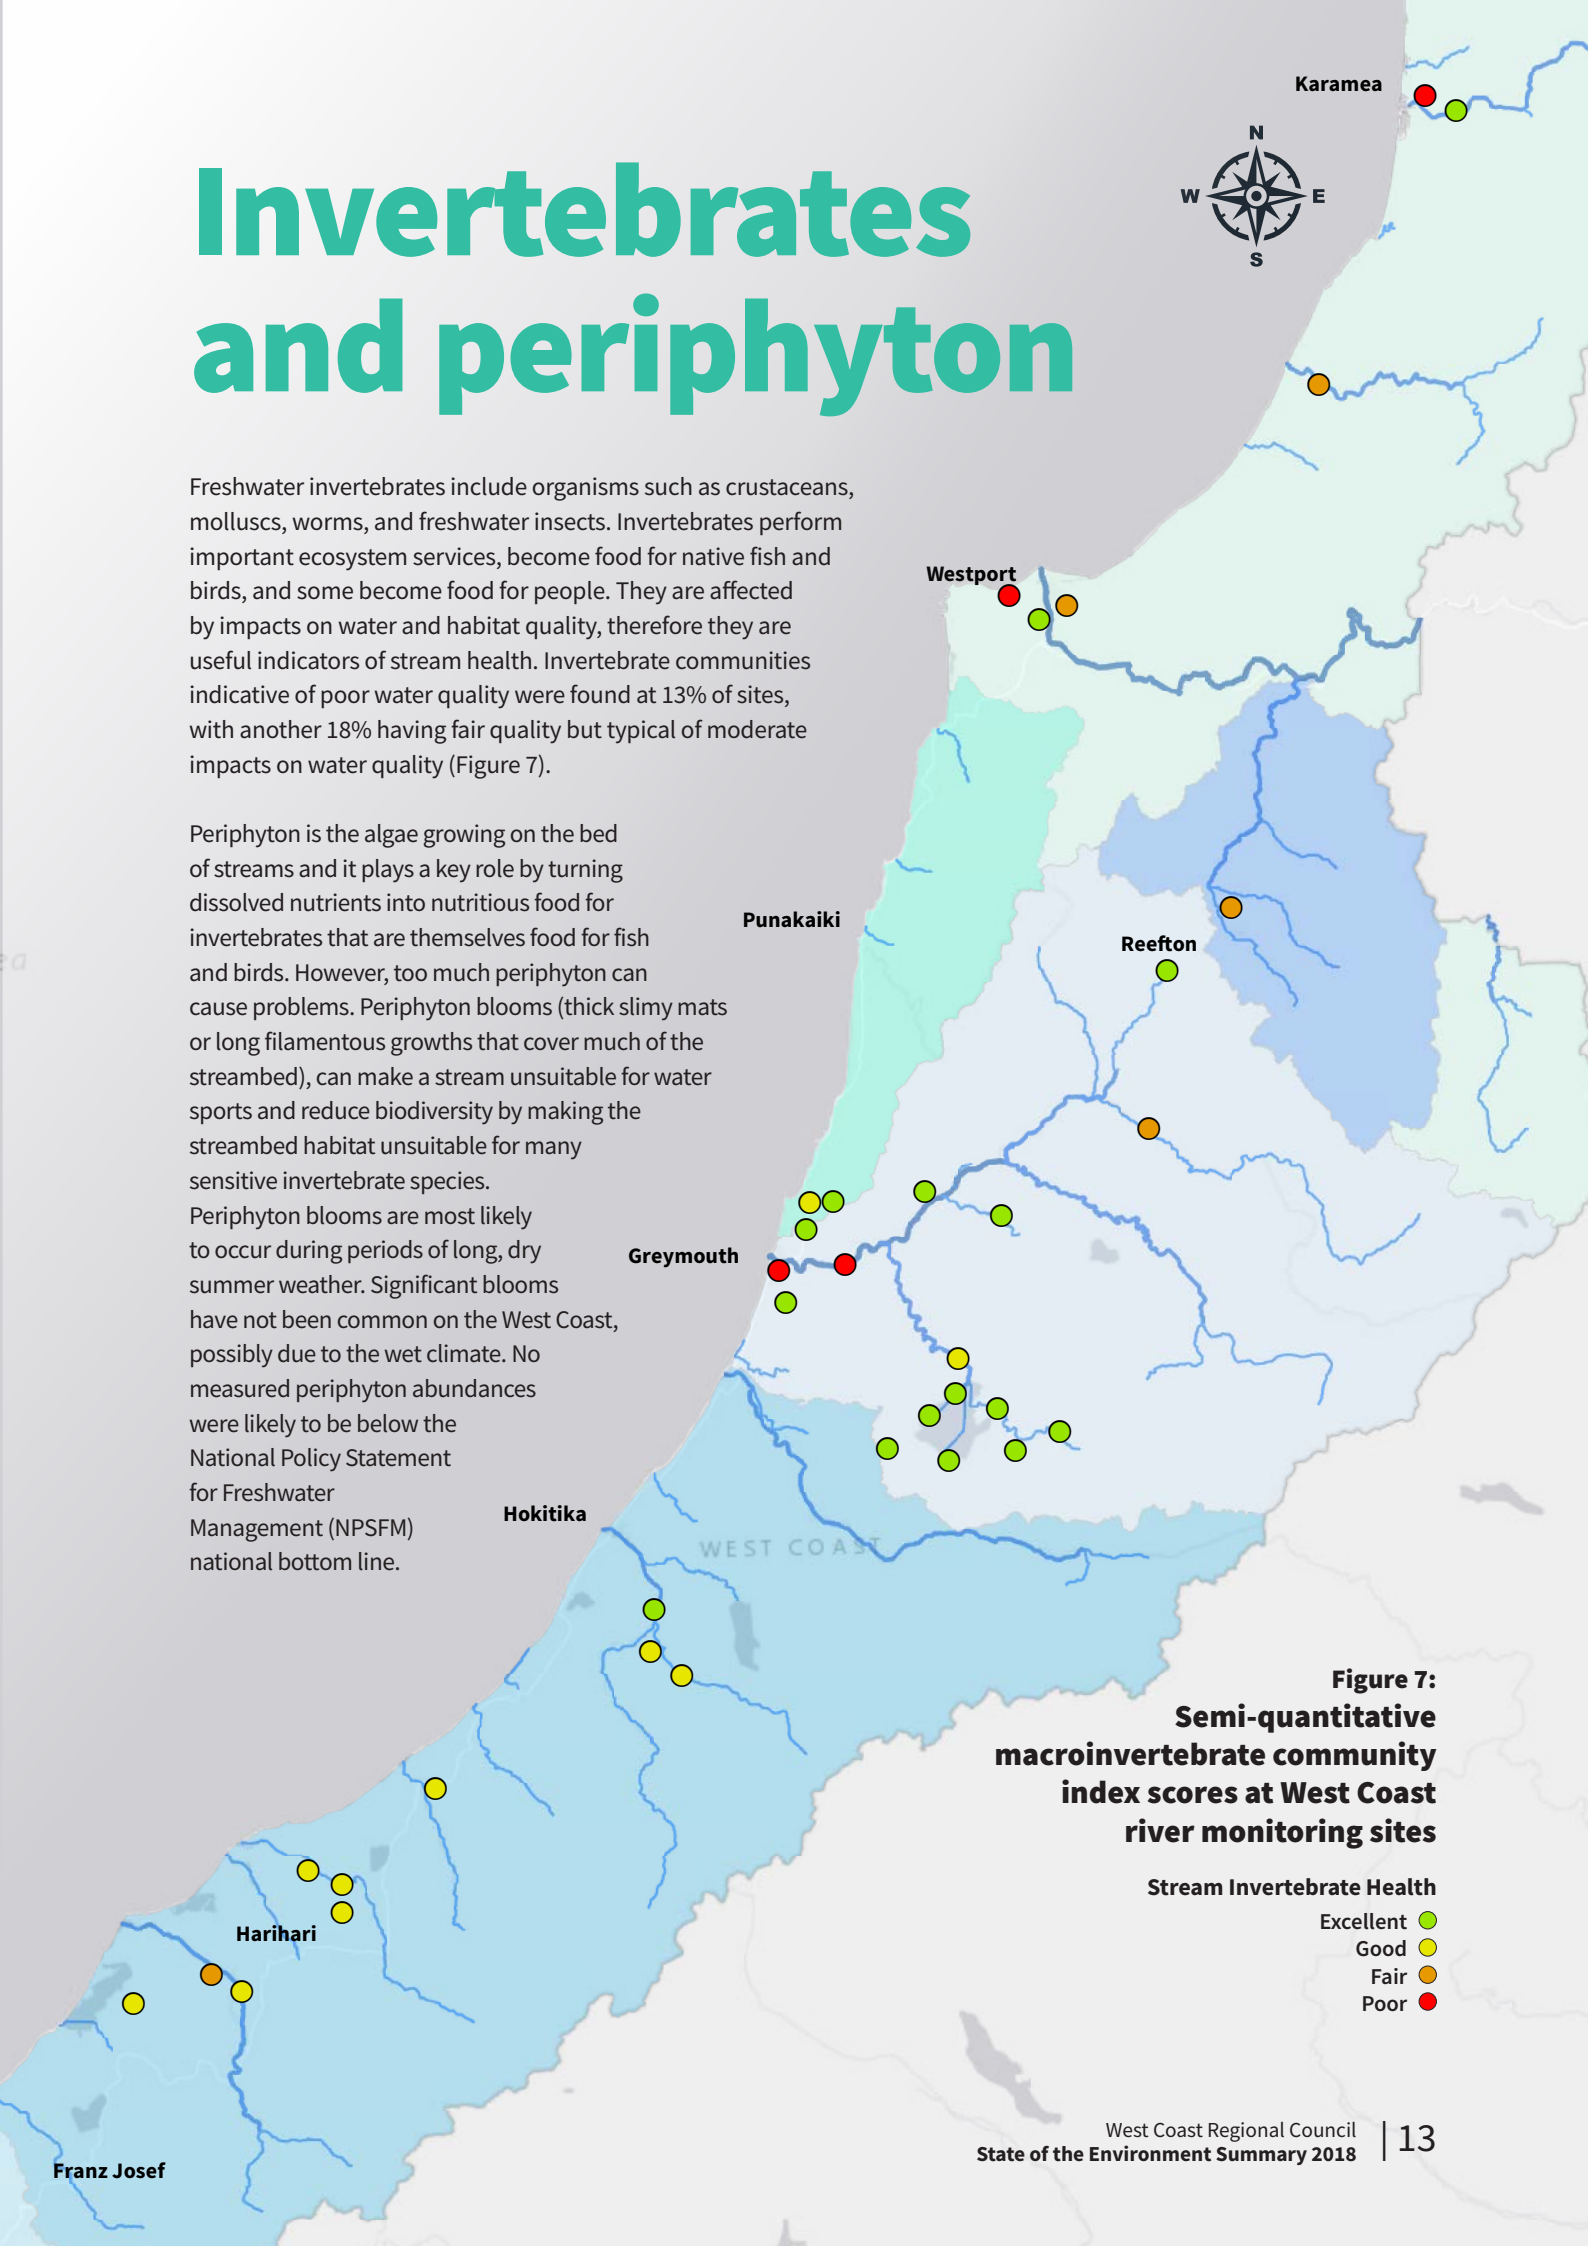 Karamea
N
W
E
S
Invertebrates
and periphyton
Freshwater invertebrates include organisms such as crustaceans,
molluscs, worms, and freshwater insects. Invertebrates perform
important ecosystem services, become food for native fish and
birds, and some become food for people. They are affected
by impacts on water and habitat quality, therefore they are
useful indicators of stream health. Invertebrate communities
indicative of poor water quality were found at 13% of sites,
with another 18% having fair quality but typical of moderate
impacts on water quality (Figure 7).
Westport
Periphyton is the algae growing on the bed
of streams and it plays a key role by turning
dissolved nutrients into nutritious food for
invertebrates that are themselves food for fish
and birds. However, too much periphyton can
cause problems. Periphyton blooms (thick slimy mats
or long filamentous growths that cover much of the
streambed), can make a stream unsuitable for water
sports and reduce biodiversity by making the
streambed habitat unsuitable for many
sensitive invertebrate species.
Periphyton blooms are most likely
to occur during periods of long, dry
summer weather. Significant blooms
have not been common on the West Coast,
possibly due to the wet climate. No
measured periphyton abundances
were likely to be below the
National Policy Statement
for Freshwater
Management (NPSFM)
national bottom line.
Punakaiki
Reefton
ea
Greymouth
Hokitika
WEST COAST
Harihari
Franz Josef
Figure 7:
Semi-quantitative
macroinvertebrate community
index scores at West Coast
river monitoring sites
Stream Invertebrate Health
Excellent
Good
Fair
Poor
West Coast Regional Council
State of the Environment Summary 2018
13